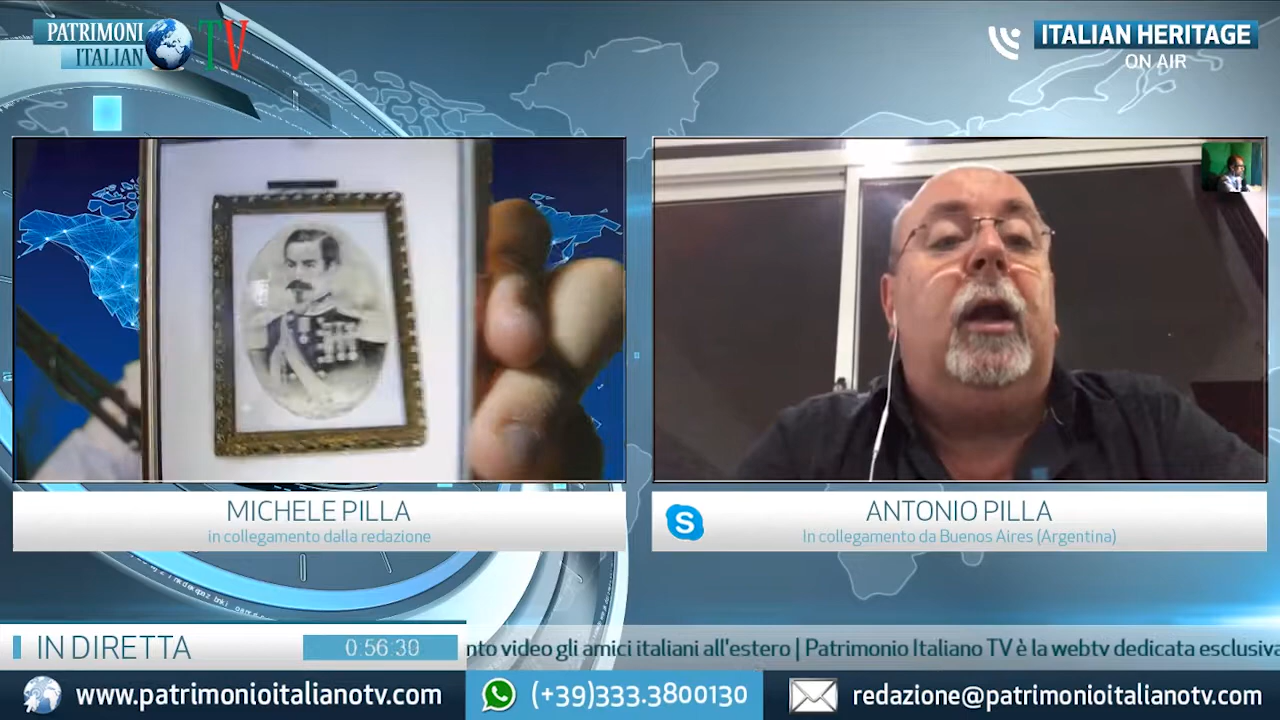 PATRIMONI
ITALIAN
TV
ITALIAN HERITAGE
ON AIR
MICHELE PILLA
in collegamento dalla redazione
S
ANTONIO PILLA
In collegamento da Buenos Aires (Argentina)
IN DIRETTA
0:56:30
nto video gli amici italiani all'estero | Patrimonio Italiano TV è la webtv dedicata esclusiva
www.patrimonioitalianotv.com
(+39)333.3800130
redazione@patrimonioitalianotv.com